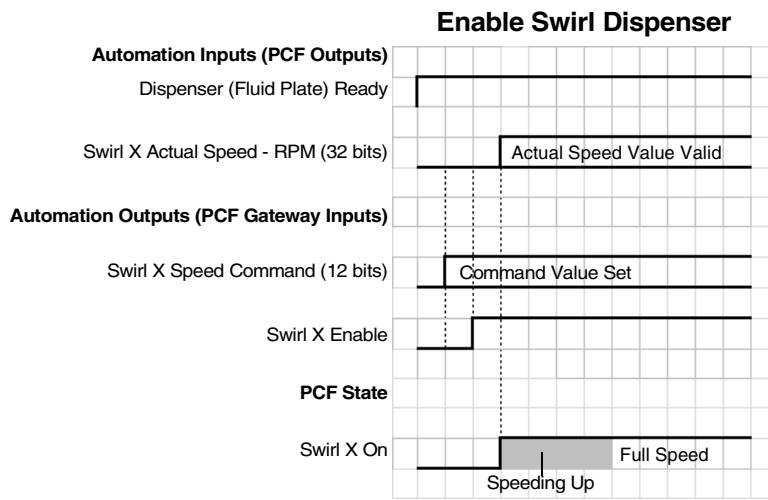 Enable Swirl Dispenser
Automation Inputs (PCF Outputs)
Dispenser (Fluid Plate) Ready
Swirl X Actual Speed - RPM (32 bits)
Actual Speed Value Valid
Automation Outputs (PCF Gateway Inputs)
Swirl X Speed Command (12 bits)
Command Value Set
Swirl X Enable
PCF State
Swirl X On
Full Speed
Speeding Up